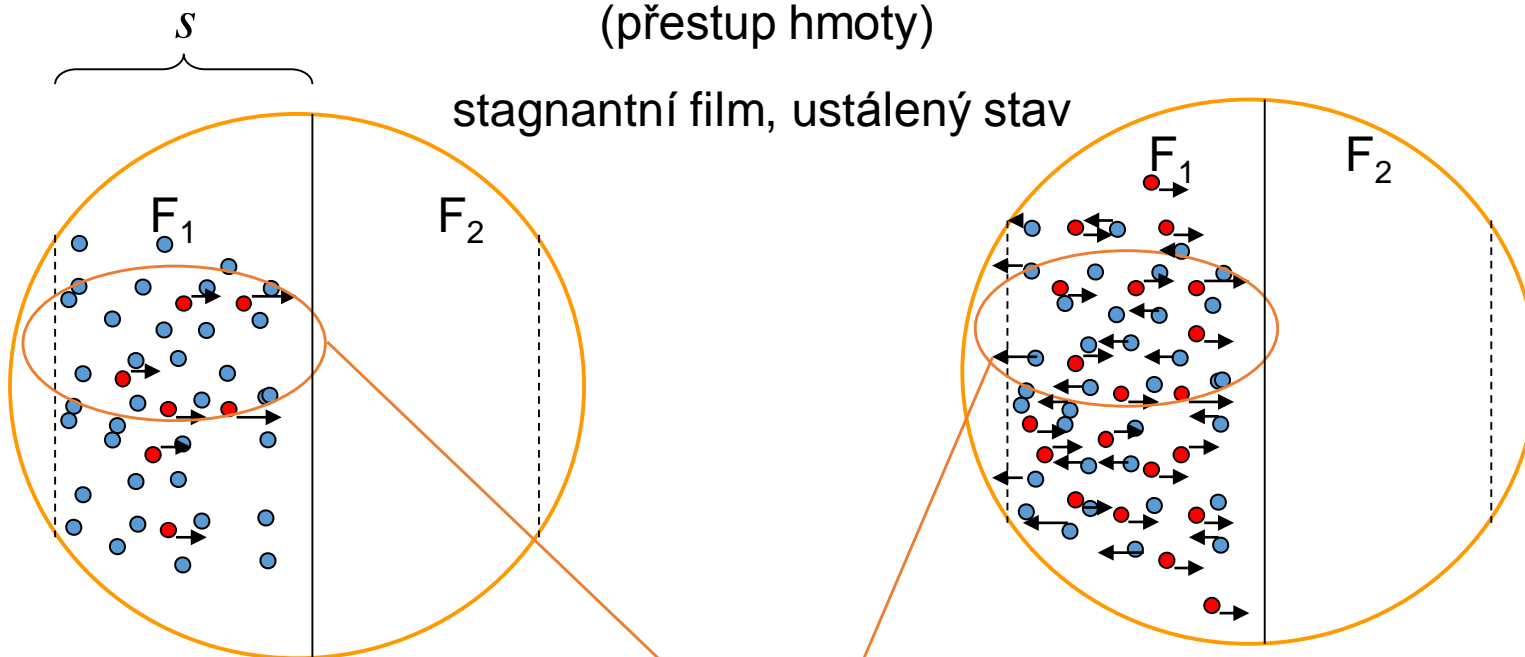 s
(přestup hmoty)
stagnantní film, ustálený stav
F₁
F₂
F₁
F₂